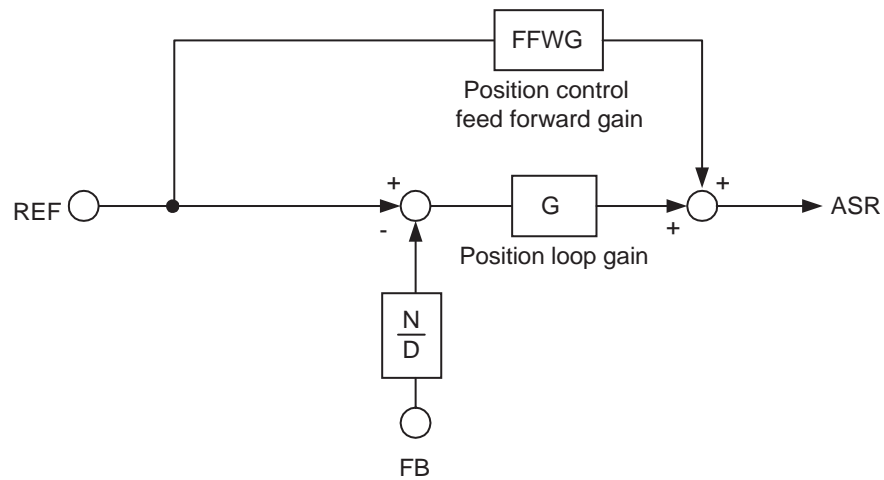 FFWG
Position control
feed forward gain
+
+
REF
G
ASR
-
+
Position loop gain
N
D
FB